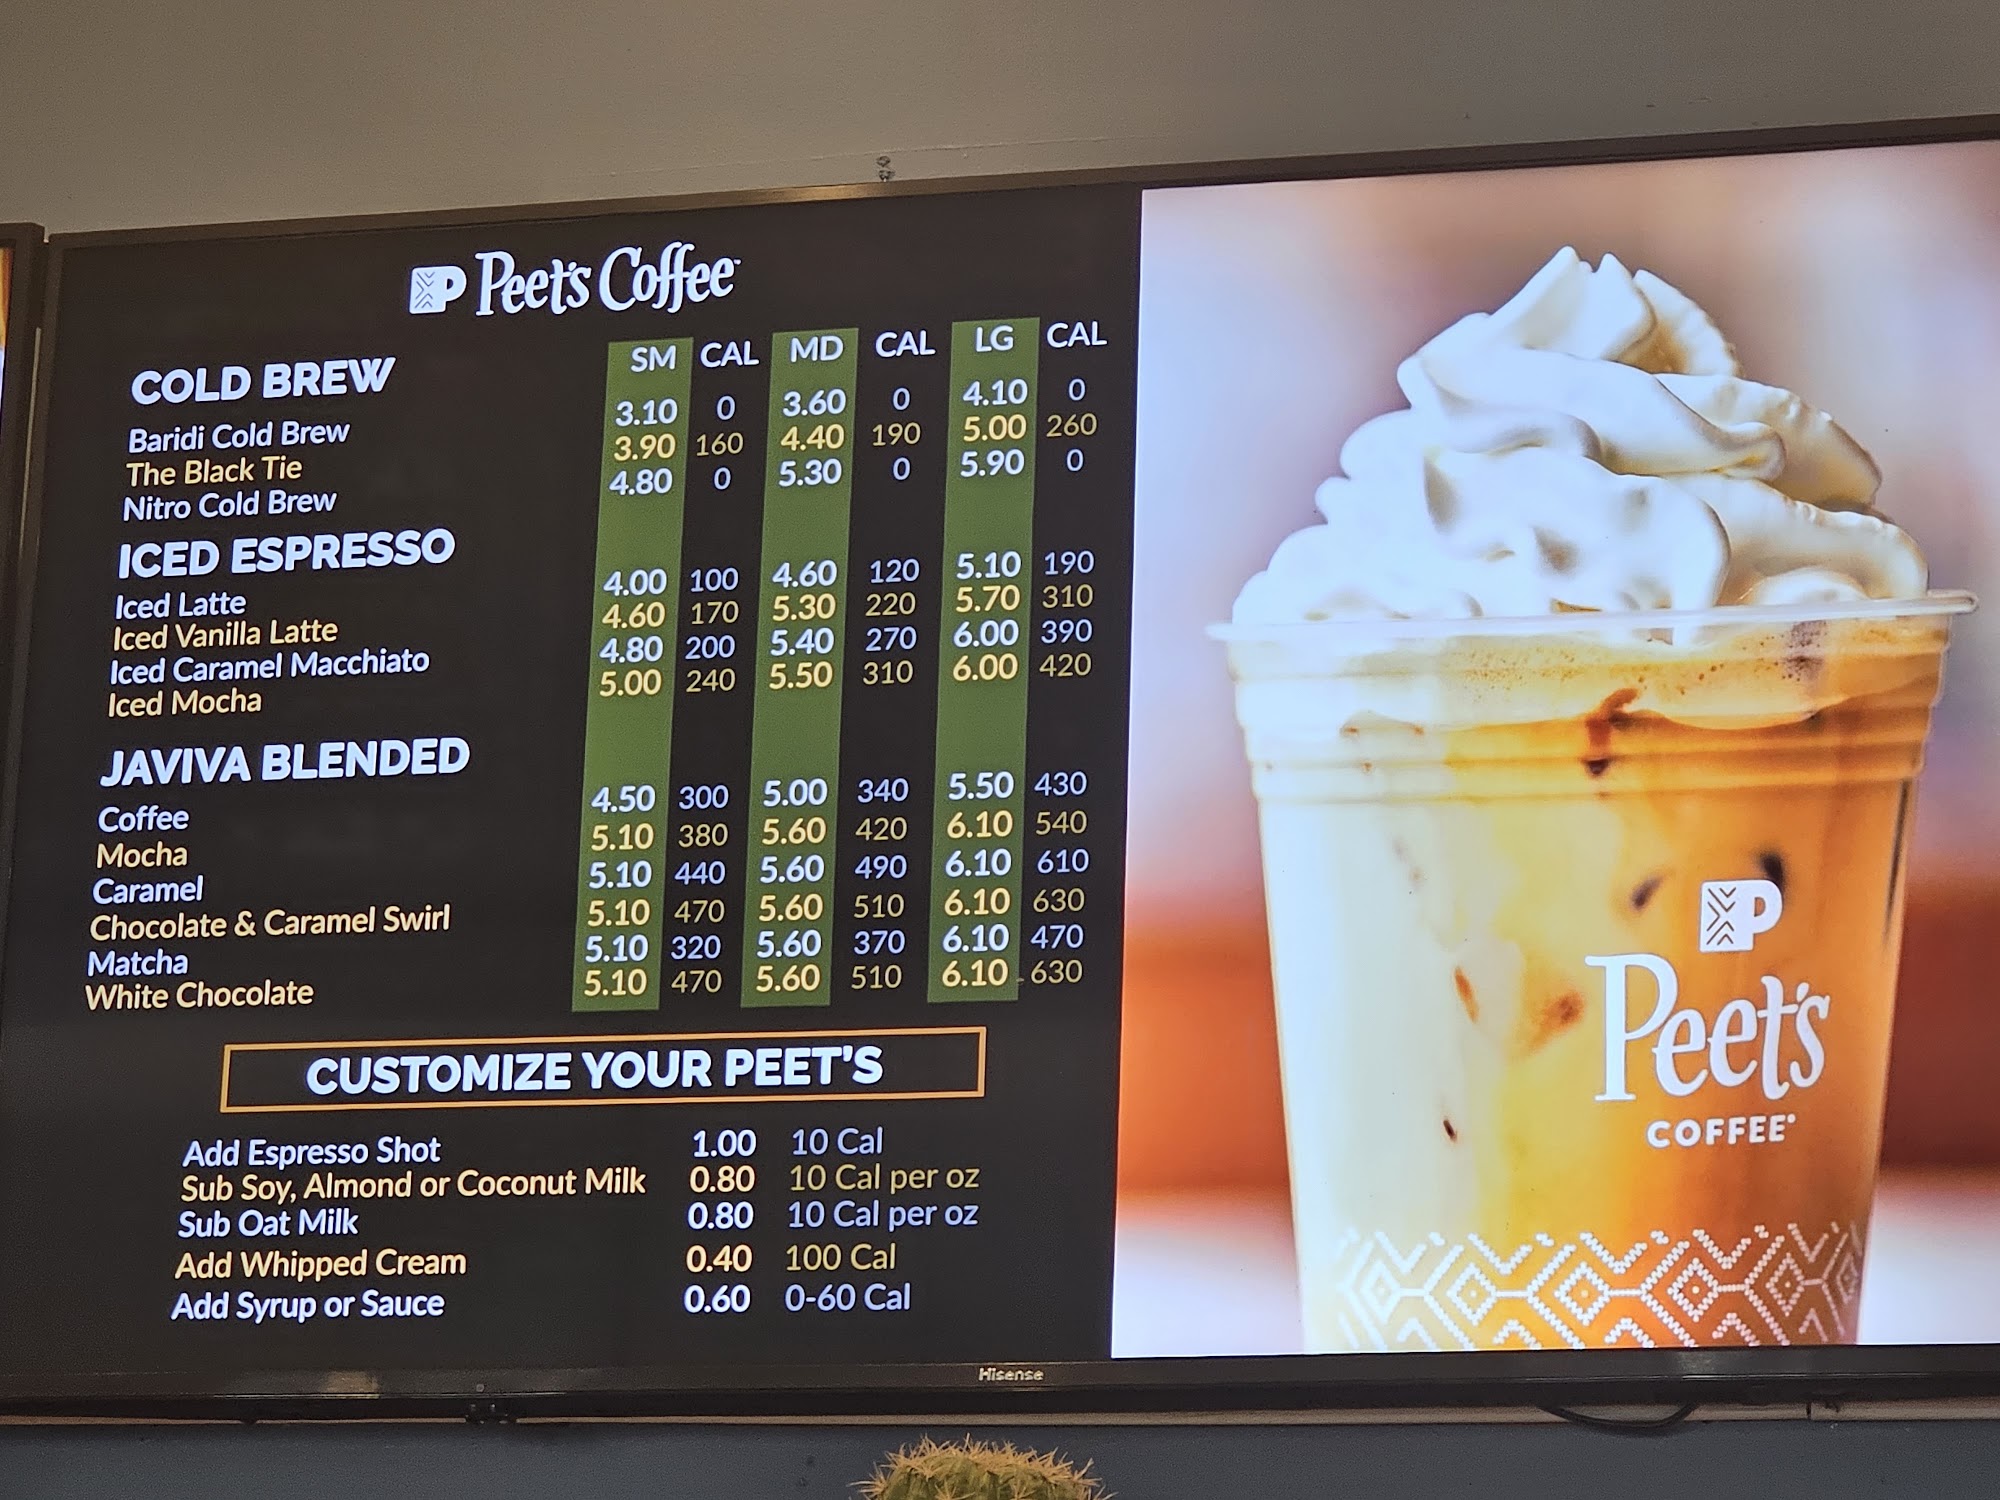 Peet's Coffee
SM CAL MD CAL LG CAL
COLD BREW
Baridi Cold Brew 3.10 0 3.60 0 4.10 0
The Black Tie 3.90 160 4.40 190 5.00 260
Nitro Cold Brew 4.80 0 5.30 0 5.90 0
ICED ESPRESSO
Iced Latte 4.00 100 4.60 120 5.10 190
Iced Vanilla Latte 4.60 170 5.30 220 5.70 310
Iced Caramel Macchiato 4.80 200 5.40 270 6.00 390
Iced Mocha 5.00 240 5.50 310 6.00 420
JAVIVA BLENDED
Coffee 4.50 300 5.00 340 5.50 430
Mocha 5.10 380 5.60 420 6.10 540
Caramel 5.10 440 5.60 490 6.10 610
Chocolate & Caramel Swirl 5.10 470 5.60 510 6.10 630
Matcha 5.10 320 5.60 370 6.10 470
White Chocolate 5.10 470 5.60 510 6.10 630
CUSTOMIZE YOUR PEET'S
Add Espresso Shot 1.00 10 Cal
Sub Soy, Almond or Coconut Milk 0.80 10 Cal per oz
Sub Oat Milk 0.80 10 Cal per oz
Add Whipped Cream 0.40 100 Cal
Add Syrup or Sauce 0.60 0-60 Cal
P
Peet's
COFFEE
Hisense